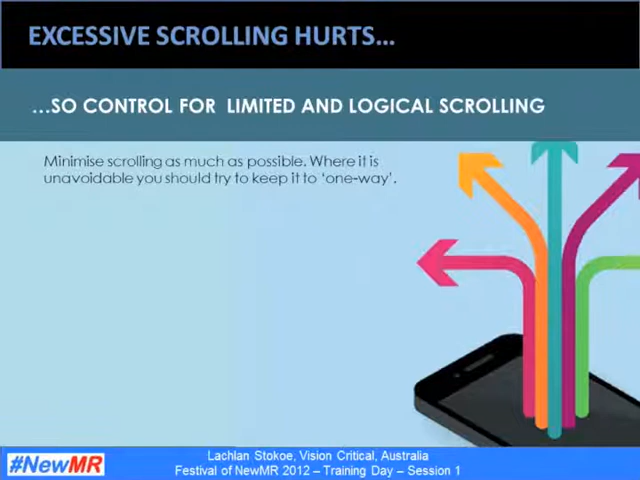 EXCESSIVE SCROLLING HURTS...
...SO CONTROL FOR LIMITED AND LOGICAL SCROLLING
Minimise scrolling as much as possible. Where it is
unavoidable you should try to keep it to ‘one-way’.
#NewMR
Lachlan Stokoe, Vision Critical, Australia
Festival of NewMR 2012 – Training Day – Session 1